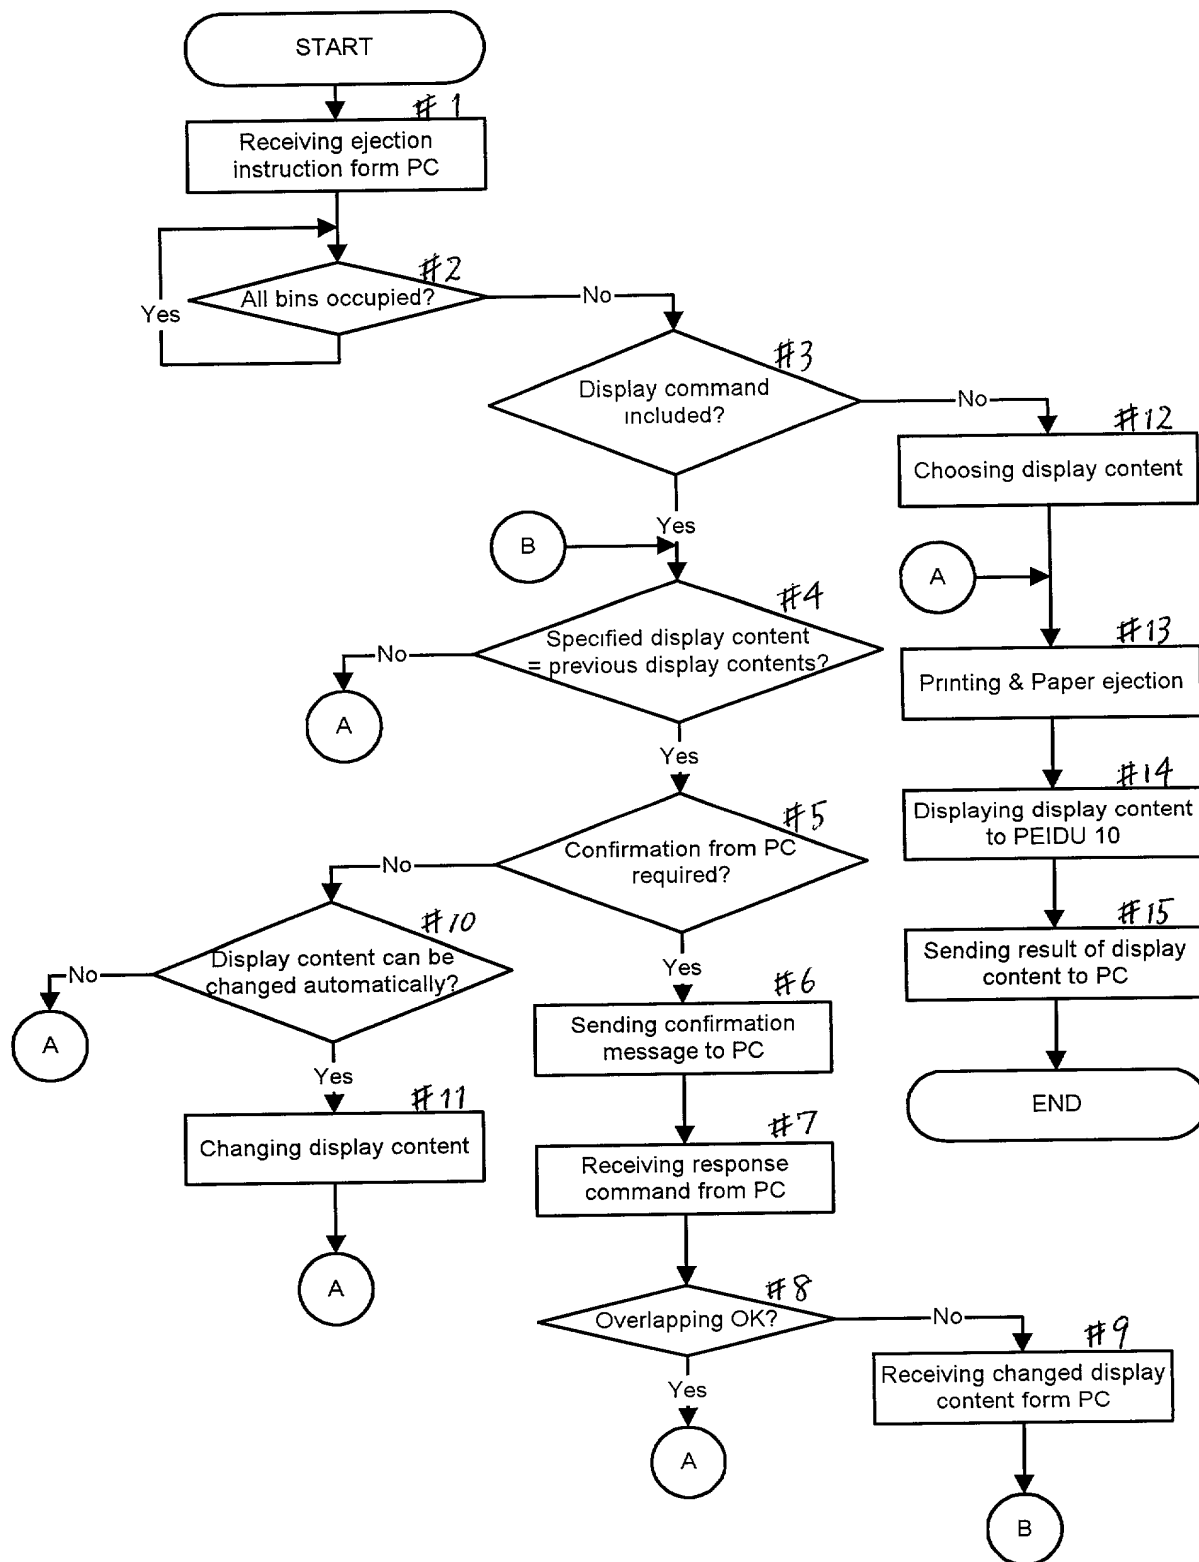 START
#1
Receiving ejection
instruction form PC
#2
All bins occupied?
Yes
No
#3
Display command
included?
No
#12
Choosing display content
Yes
B
A
#4
Specified display content
= previous display contents?
No
A
#13
Printing & Paper ejection
Yes
#14
Displaying display content
to PEIDU 10
#5
Confirmation from PC
required?
No
#10
Display content can be
changed automatically?
No
A
#15
Sending result of display
content to PC
Yes
#6
Sending confirmation
message to PC
END
Yes
#11
Changing display content
#7
Receiving response
command from PC
A
#8
Overlapping OK?
No
#9
Receiving changed display
content form PC
Yes
A
B